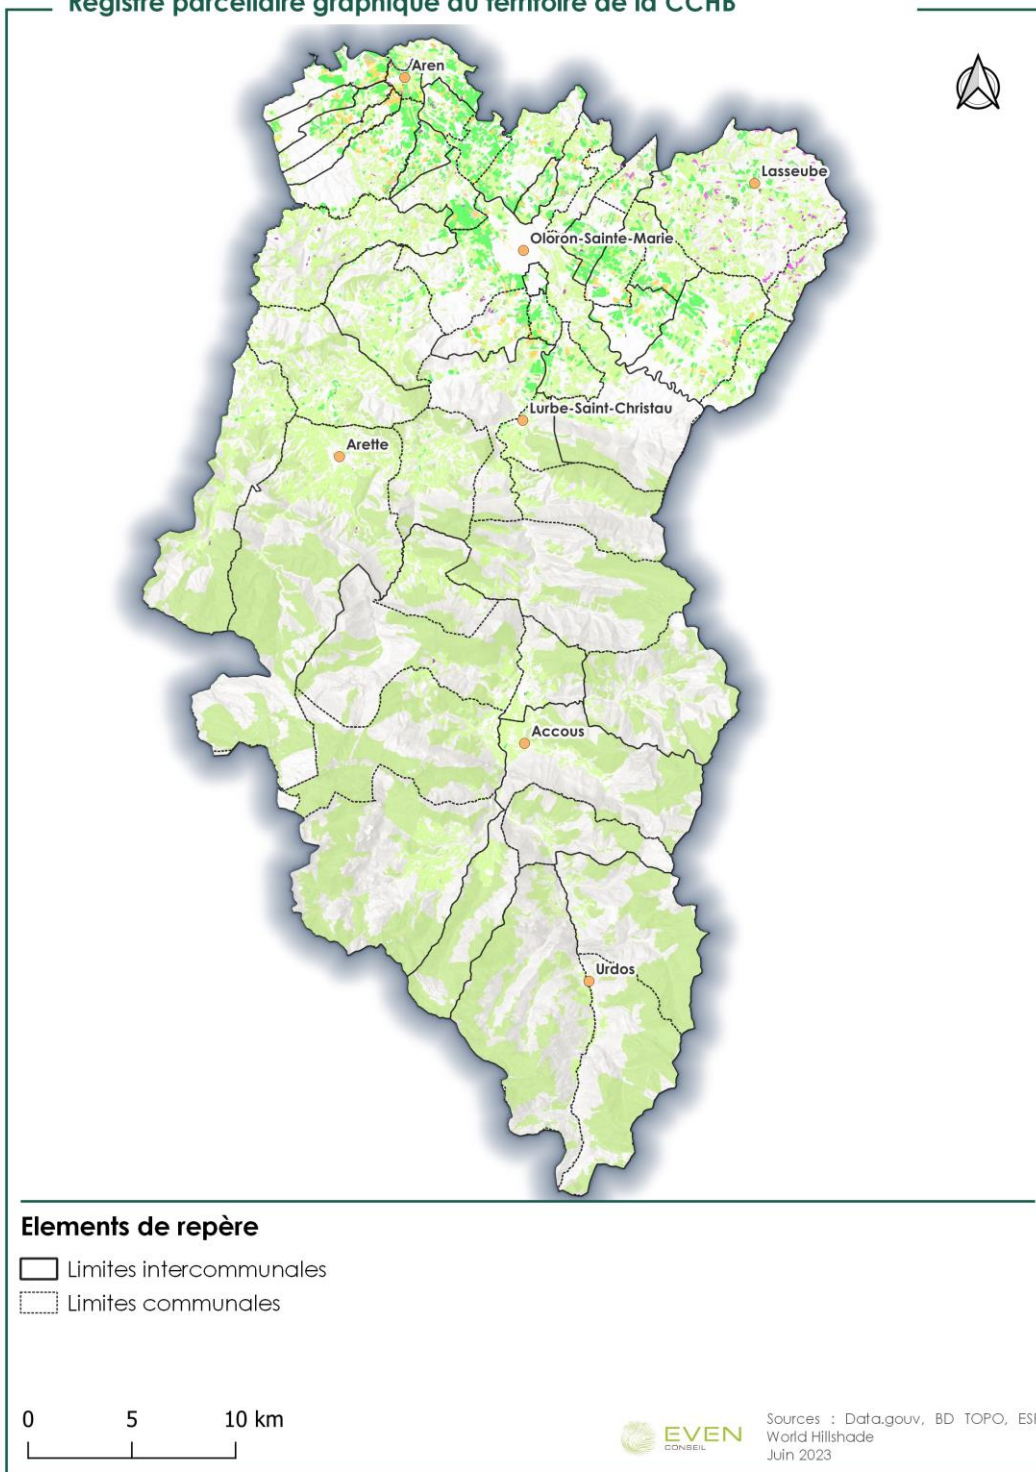 Registre parcellaire graphique du territoire de la CCHB
Aren
Lasseube
Oloron-Sainte-Marie
Lurbe-Saint-Christau
Arette
Accous
Urdos
Elements de repère
Limites intercommunales
Limites communales
0 5 10 km
EVEN
CONSEIL
Sources : Data.gouv, BD TOPO,
World Hillshade
Juin 2023